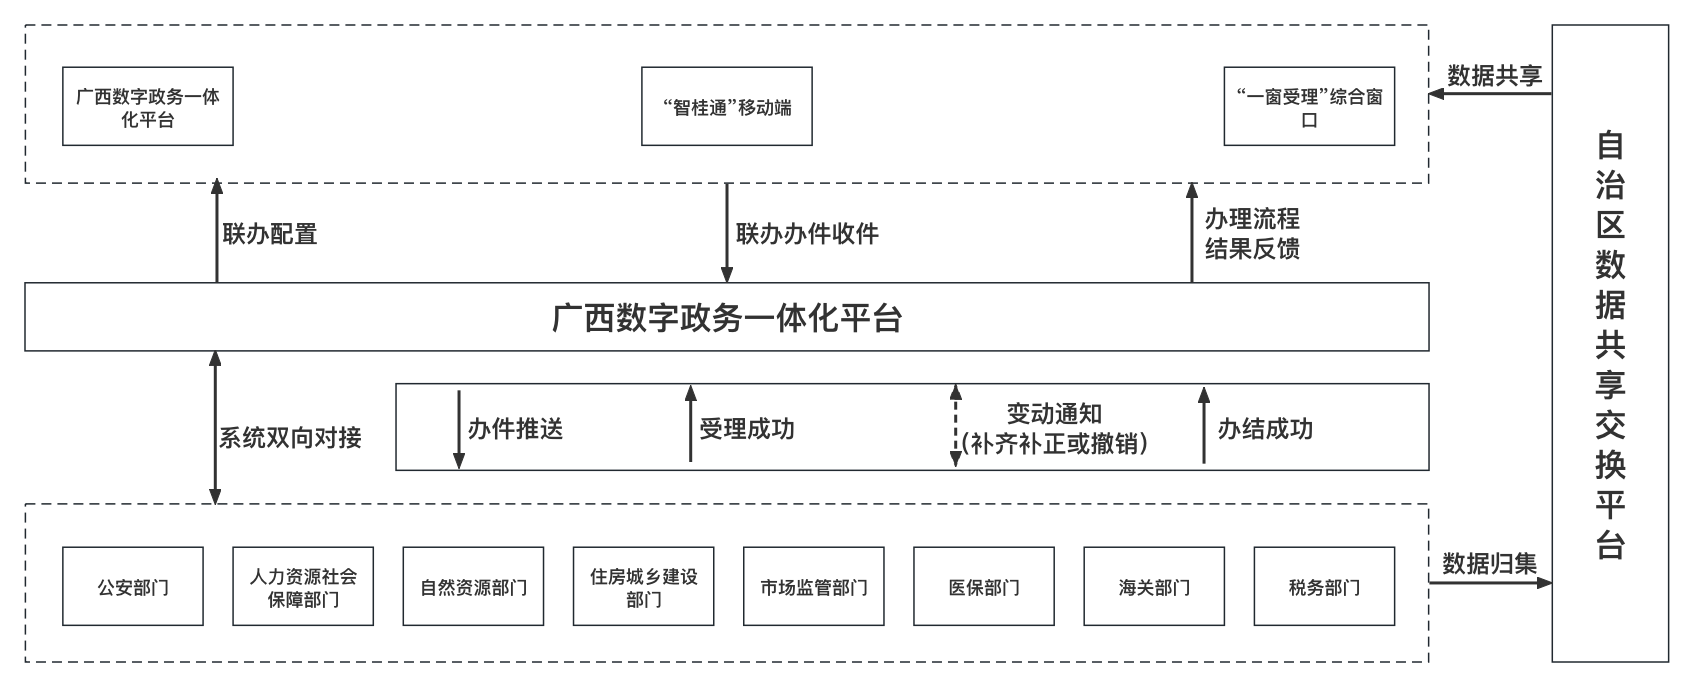 广西数字政务一体
化平台
“智桂通”移动端
“一窗受理”综合窗
口
数据共享
联办配置
联办办件收件
办理流程
结果反馈
广西数字政务一体化平台
系统双向对接
办件推送
受理成功
变动通知
(补齐补正或撤销)
办结成功
公安部门
人力资源社会
保障部门
自然资源部门
住房城乡建设
部门
市场监管部门
医保部门
海关部门
税务部门
数据归集
自治区数据共享交换平台